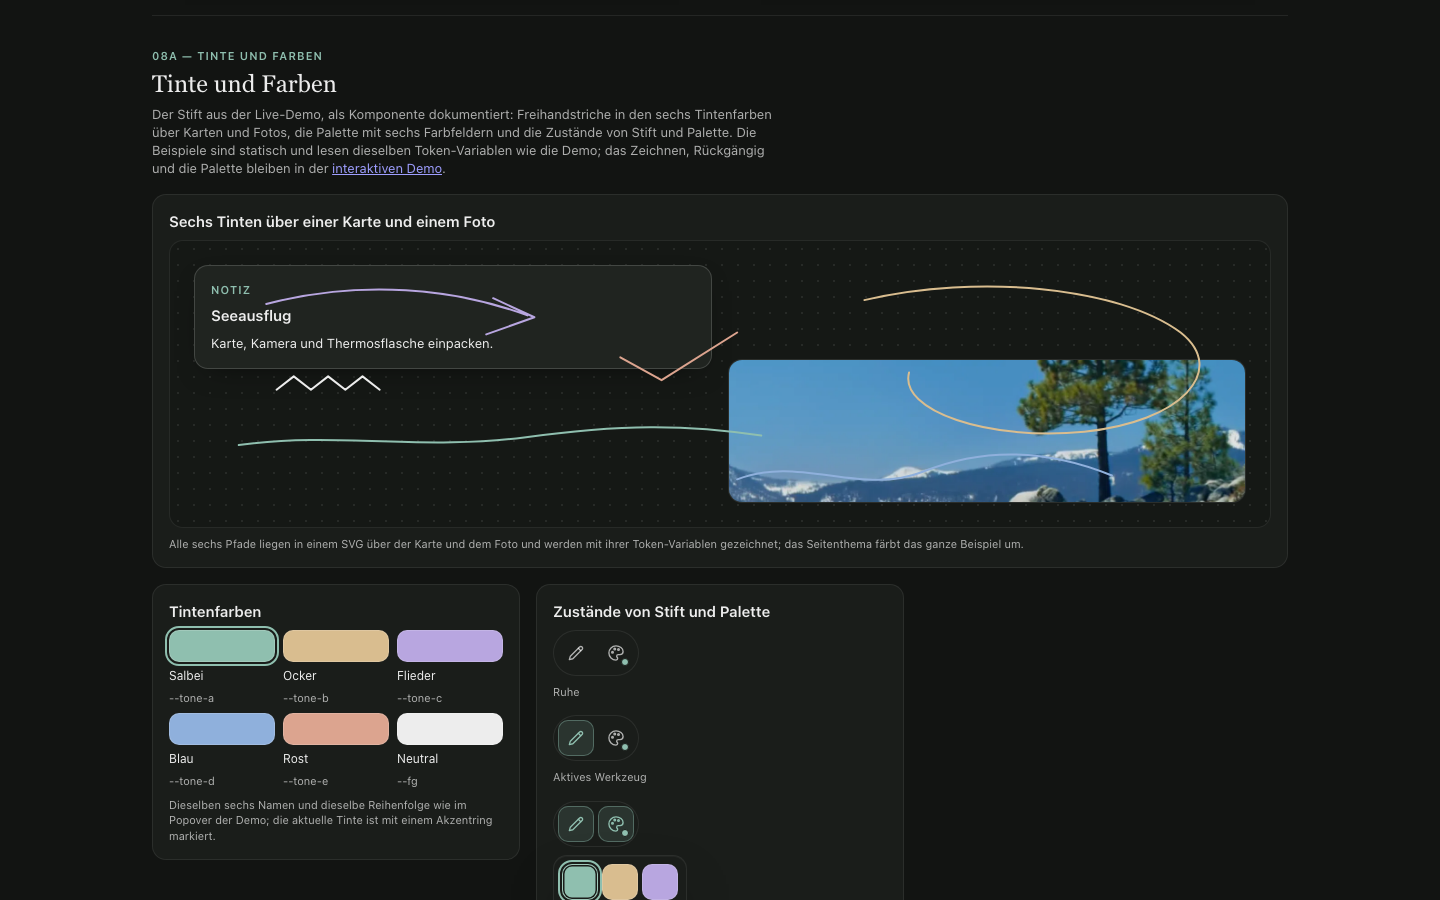 08A — TINTE UND FARBEN
Tinte und Farben
Der Stift aus der Live-Demo, als Komponente dokumentiert: Freihandstriche in den sechs Tintenfarben
über Karten und Fotos, die Palette mit sechs Farbfeldern und die Zustände von Stift und Palette. Die
Beispiele sind statisch und lesen dieselben Token-Variablen wie die Demo; das Zeichnen, Rückgängig
und die Palette bleiben in der interaktiven Demo.
Sechs Tinten über einer Karte und einem Foto
NOTIZ
Seeausflug
Karte, Kamera und Thermosflasche einpacken.
Alle sechs Pfade liegen in einem SVG über der Karte und dem Foto und werden mit ihrer Token-Variablen gezeichnet; das Seitenthema färbt das ganze Beispiel um.
Tintenfarben
Salbei
--tone-a
Ocker
--tone-b
Flieder
--tone-c
Blau
--tone-d
Rost
--tone-e
Neutral
--fg
Dieselben sechs Namen und dieselbe Reihenfolge wie im
Popover der Demo; die aktuelle Tinte ist mit einem Akzentring
markiert.
Zustände von Stift und Palette
Ruhe
Aktives Werkzeug